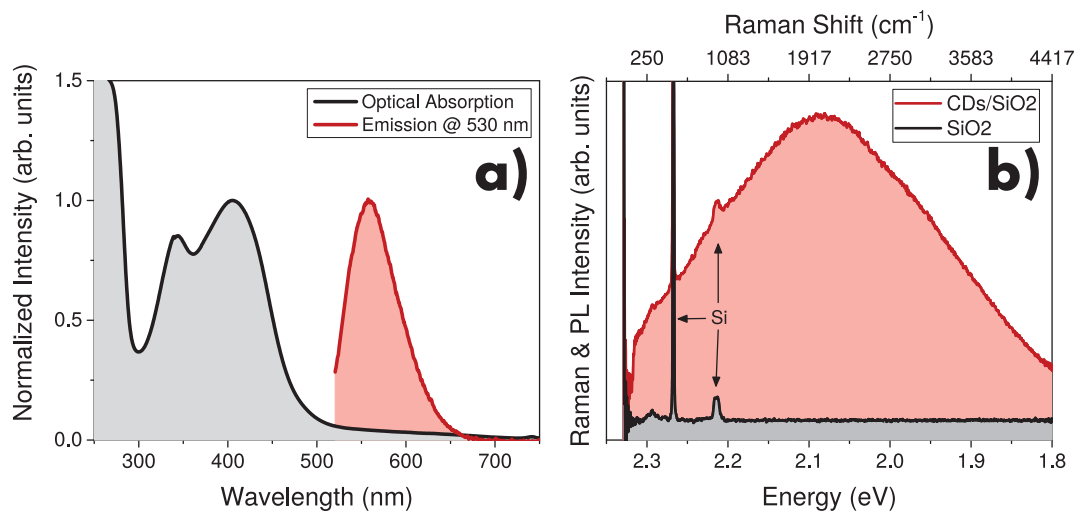 1.5
1.0
0.5
0.0
Normalized Intensity (arb. units)
300 400 500 600 700
Wavelength (nm)
Optical Absorption
Emission @ 530 nm
a)
Raman Shift (cm⁻¹)
250 1083 1917 2750 3583 4417
Raman & PL Intensity (arb. units)
CDs/SiO2
SiO2
b)
Si
2.3 2.2 2.1 2.0 1.9 1.8
Energy (eV)